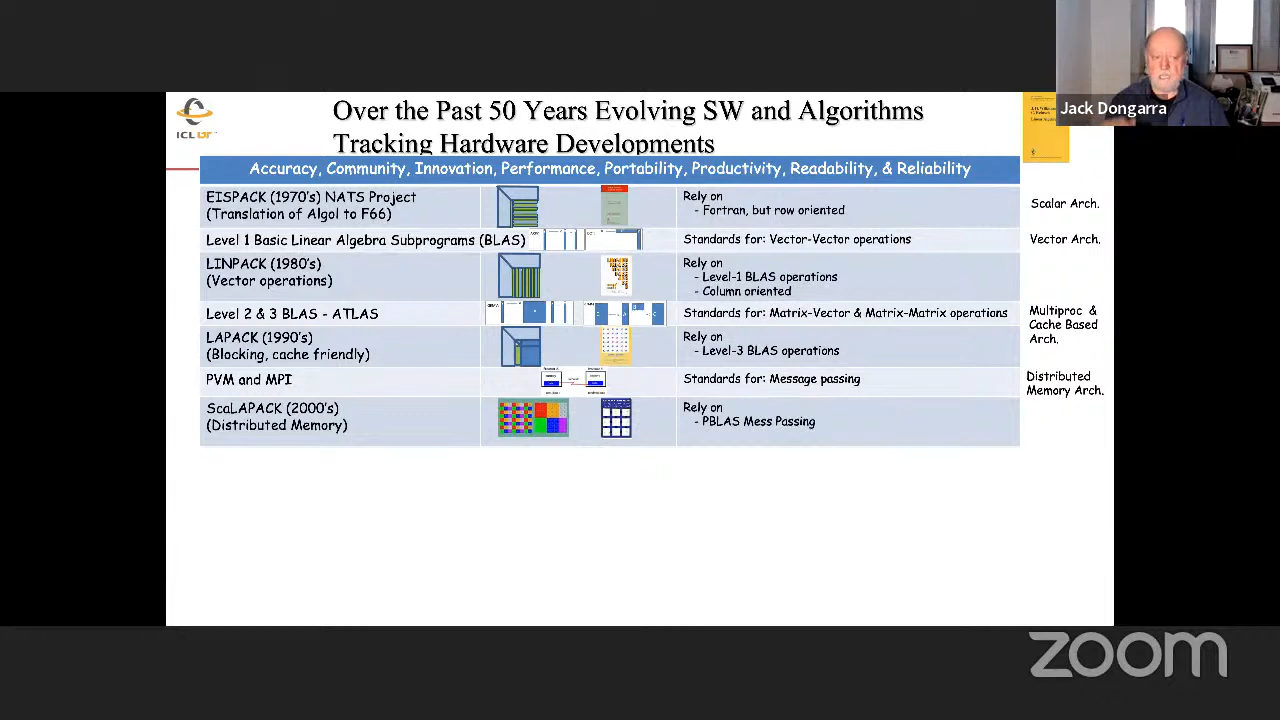 Jack Dongarra
ICL
Over the Past 50 Years Evolving SW and Algorithms
Tracking Hardware Developments
Accuracy, Community, Innovation, Performance, Portability, Productivity, Readability, & Reliability
EISPACK (1970's) NATS Project
(Translation of Algol to F66)
Rely on
- Fortran, but row oriented
Scalar Arch.
Level 1 Basic Linear Algebra Subprograms (BLAS)
Standards for: Vector-Vector operations
Vector Arch.
LINPACK (1980's)
(Vector operations)
Rely on
- Level-1 BLAS operations
- Column oriented
Level 2 & 3 BLAS - ATLAS
Standards for: Matrix-Vector & Matrix-Matrix operations
Multiproc &
Cache Based
Arch.
LAPACK (1990's)
(Blocking, cache friendly)
Rely on
- Level-3 BLAS operations
PVM and MPI
Standards for: Message passing
Distributed
Memory Arch.
ScaLAPACK (2000's)
(Distributed Memory)
Rely on
- PBLAS Mess Passing
zoom